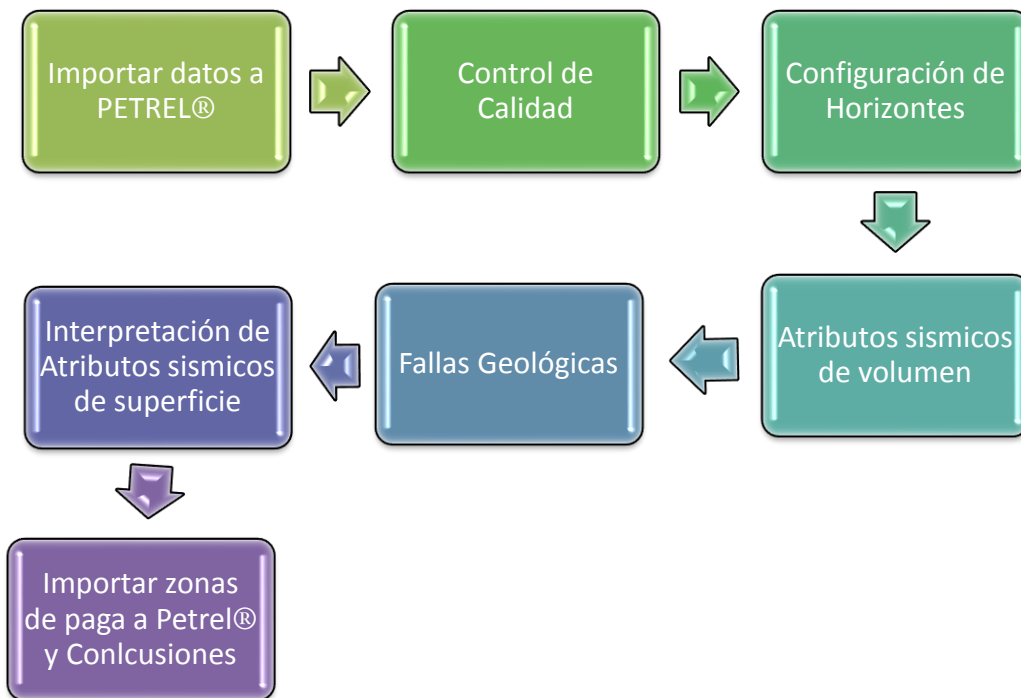 Importar datos a
PETREL®
Control de
Calidad
Configuración de
Horizontes
Atributos sismicos
de volumen
Fallas Geológicas
Interpretación de
Atributos sismicos
de superficie
Importar zonas
de paga a Petrel®
y Conlcusiones